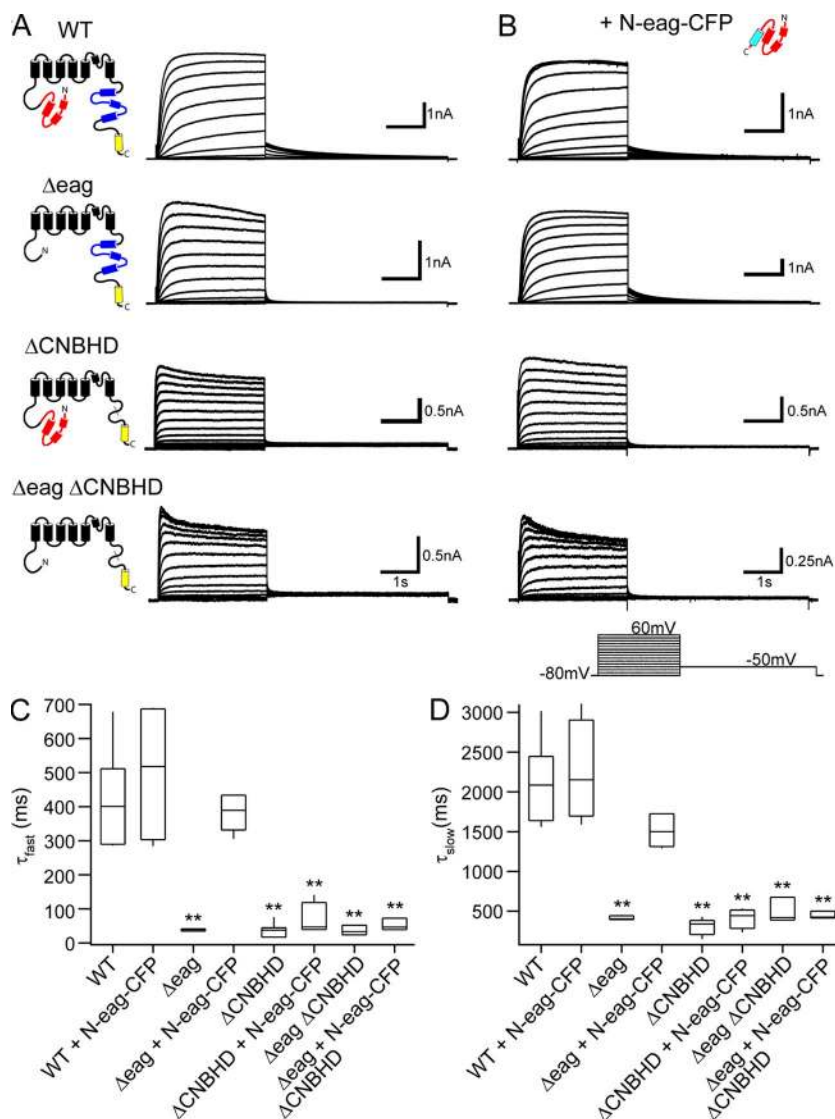 A
WT
N
C
1nA
B
+ N-eag-CFP
N
C
1nA
Δeag
N
C
1nA
1nA
ΔCNBHD
N
C
0.5nA
0.5nA
Δeag ΔCNBHD
N
C
0.5nA
1s
0.25nA
1s
60mV
-80mV
-50mV
C
700
600
500
400
300
200
100
0
τfast (ms)
**
**
**
**
**
WT
WT + N-eag-CFP
Δeag
Δeag + N-eag-CFP
ΔCNBHD
ΔCNBHD + N-eag-CFP
Δeag ΔCNBHD
Δeag + N-eag-CFP
ΔCNBHD
D
3000
2500
2000
1500
1000
500
τslow (ms)
**
**
**
**
**
WT
WT + N-eag-CFP
Δeag
Δeag + N-eag-CFP
ΔCNBHD
ΔCNBHD + N-eag-CFP
Δeag ΔCNBHD
Δeag + N-eag-CFP
ΔCNBHD